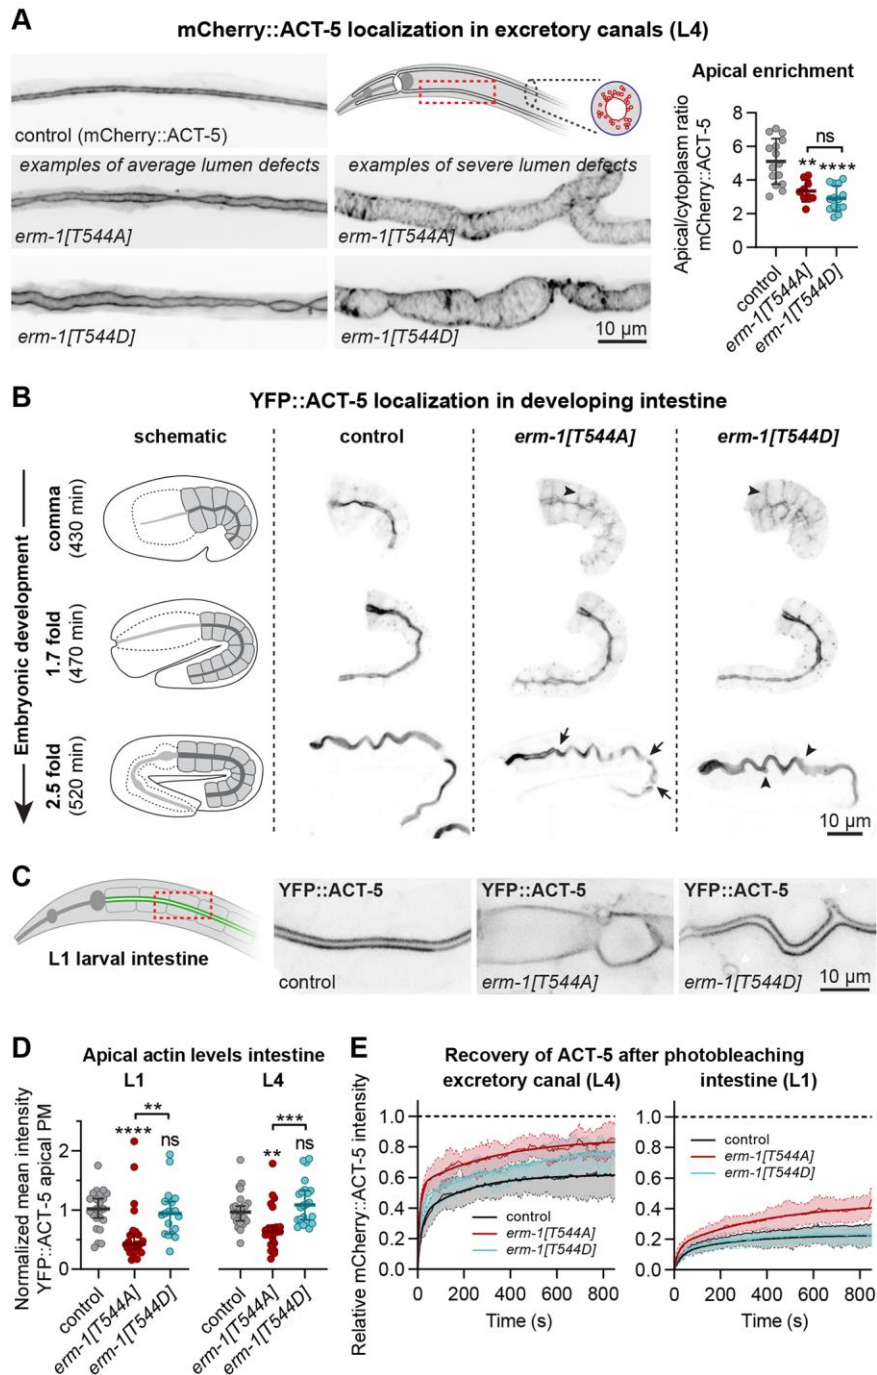 A
mCherry::ACT-5 localization in excretory canals (L4)
control (mCherry::ACT-5)
examples of average lumen defects
erm-1[T544A]
erm-1[T544D]
examples of severe lumen defects
erm-1[T544A]
erm-1[T544D]
10 µm
Apical enrichment
Apical/cytoplasm ratio
mCherry::ACT-5
8
6
4
2
0
ns
** ****
control
erm-1[T544A]
erm-1[T544D]
B
YFP::ACT-5 localization in developing intestine
schematic
control
erm-1[T544A]
erm-1[T544D]
Embryonic development
comma
(430 min)
1.7 fold
(470 min)
2.5 fold
(520 min)
10 µm
C
L1 larval intestine
YFP::ACT-5
control
YFP::ACT-5
erm-1[T544A]
YFP::ACT-5
erm-1[T544D]
10 µm
D
Apical actin levels intestine
L1
L4
Normalized mean intensity
YFP::ACT-5 apical PM
2
1
0
**
****
ns
***
**
ns
control
erm-1[T544A]
erm-1[T544D]
control
erm-1[T544A]
erm-1[T544D]
E
Recovery of ACT-5 after photobleaching
excretory canal (L4)
intestine (L1)
Relative mCherry::ACT-5 intensity
1.0
0.8
0.6
0.4
0.2
0.0
control
erm-1[T544A]
erm-1[T544D]
200 400 600 800
Time (s)
1.0
0.8
0.6
0.4
0.2
0.0
control
erm-1[T544A]
erm-1[T544D]
200 400 600 800
Time (s)